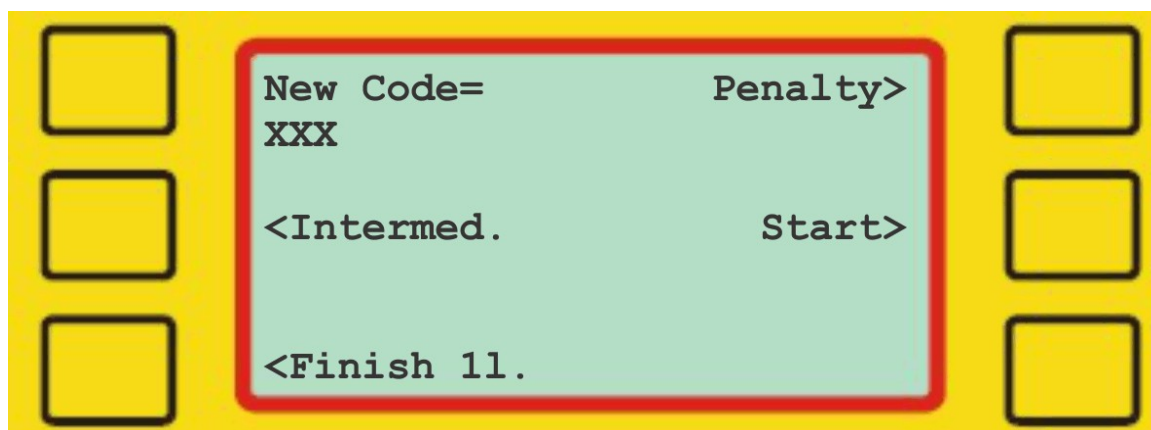 New Code= Penalty>
XXX
<Intermed. Start>
<Finish 1l.